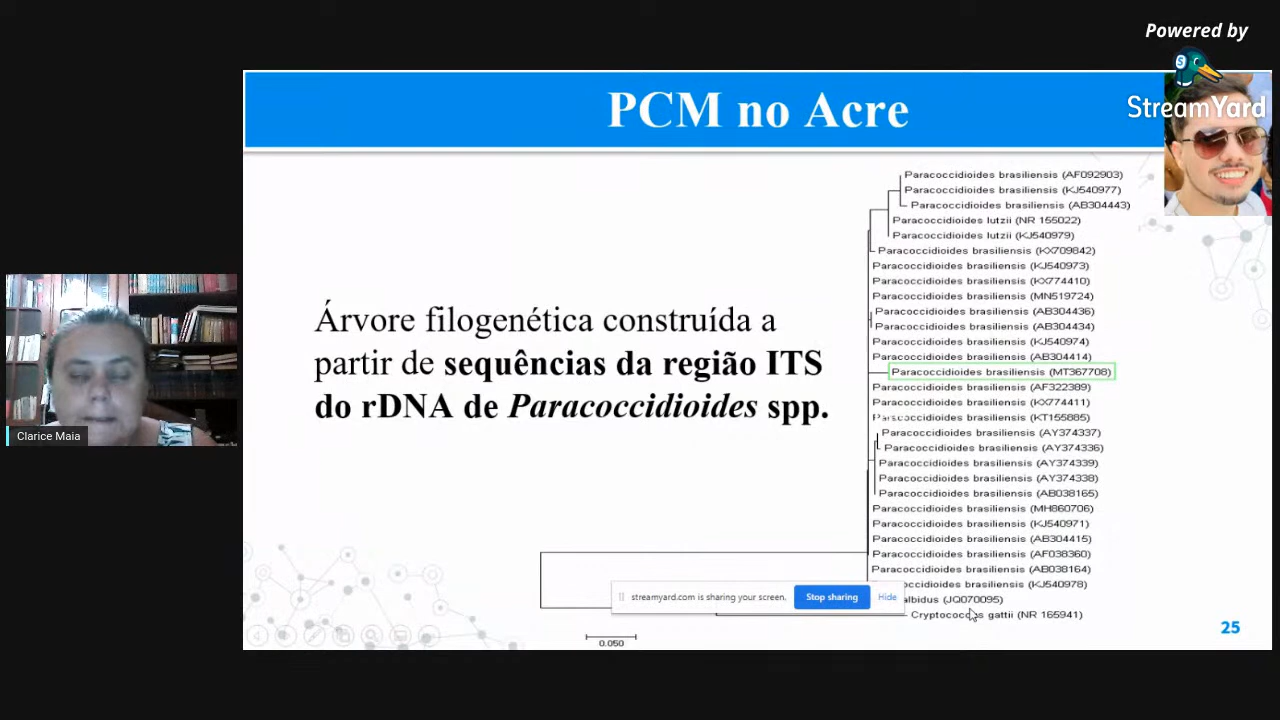 Powered by
StreamYard
PCM no Acre
Árvore filogenética construída a
partir de sequências da região ITS
do rDNA de Paracoccidioides spp.
Paracoccidioides brasiliensis (AF092903)
Paracoccidioides brasiliensis (KJ540977)
Paracoccidioides brasiliensis (AB304443)
Paracoccidioides lutzii (NR 155022)
Paracoccidioides lutzii (KJ540979)
Paracoccidioides brasiliensis (KX709842)
Paracoccidioides brasiliensis (KJ540973)
Paracoccidioides brasiliensis (KX774410)
Paracoccidioides brasiliensis (MN519724)
Paracoccidioides brasiliensis (AB304436)
Paracoccidioides brasiliensis (AB304434)
Paracoccidioides brasiliensis (KJ540974)
Paracoccidioides brasiliensis (AB304414)
Paracoccidioides brasiliensis (MT367708)
Paracoccidioides brasiliensis (AF322389)
Paracoccidioides brasiliensis (KX774411)
Paracoccidioides brasiliensis (KT155885)
Paracoccidioides brasiliensis (AY374337)
Paracoccidioides brasiliensis (AY374336)
Paracoccidioides brasiliensis (AY374339)
Paracoccidioides brasiliensis (AY374338)
Paracoccidioides brasiliensis (AB038165)
Paracoccidioides brasiliensis (MH860706)
Paracoccidioides brasiliensis (KJ540971)
Paracoccidioides brasiliensis (AB304415)
Paracoccidioides brasiliensis (AF038360)
Paracoccidioides brasiliensis (AB038164)
brasiliensis (KJ540978)
albidus (JQ070095)
Cryptococcus gattii (NR 165941)
0.050
streamyard.com is sharing your screen.
Stop sharing
Hide
Clarice Maia
25